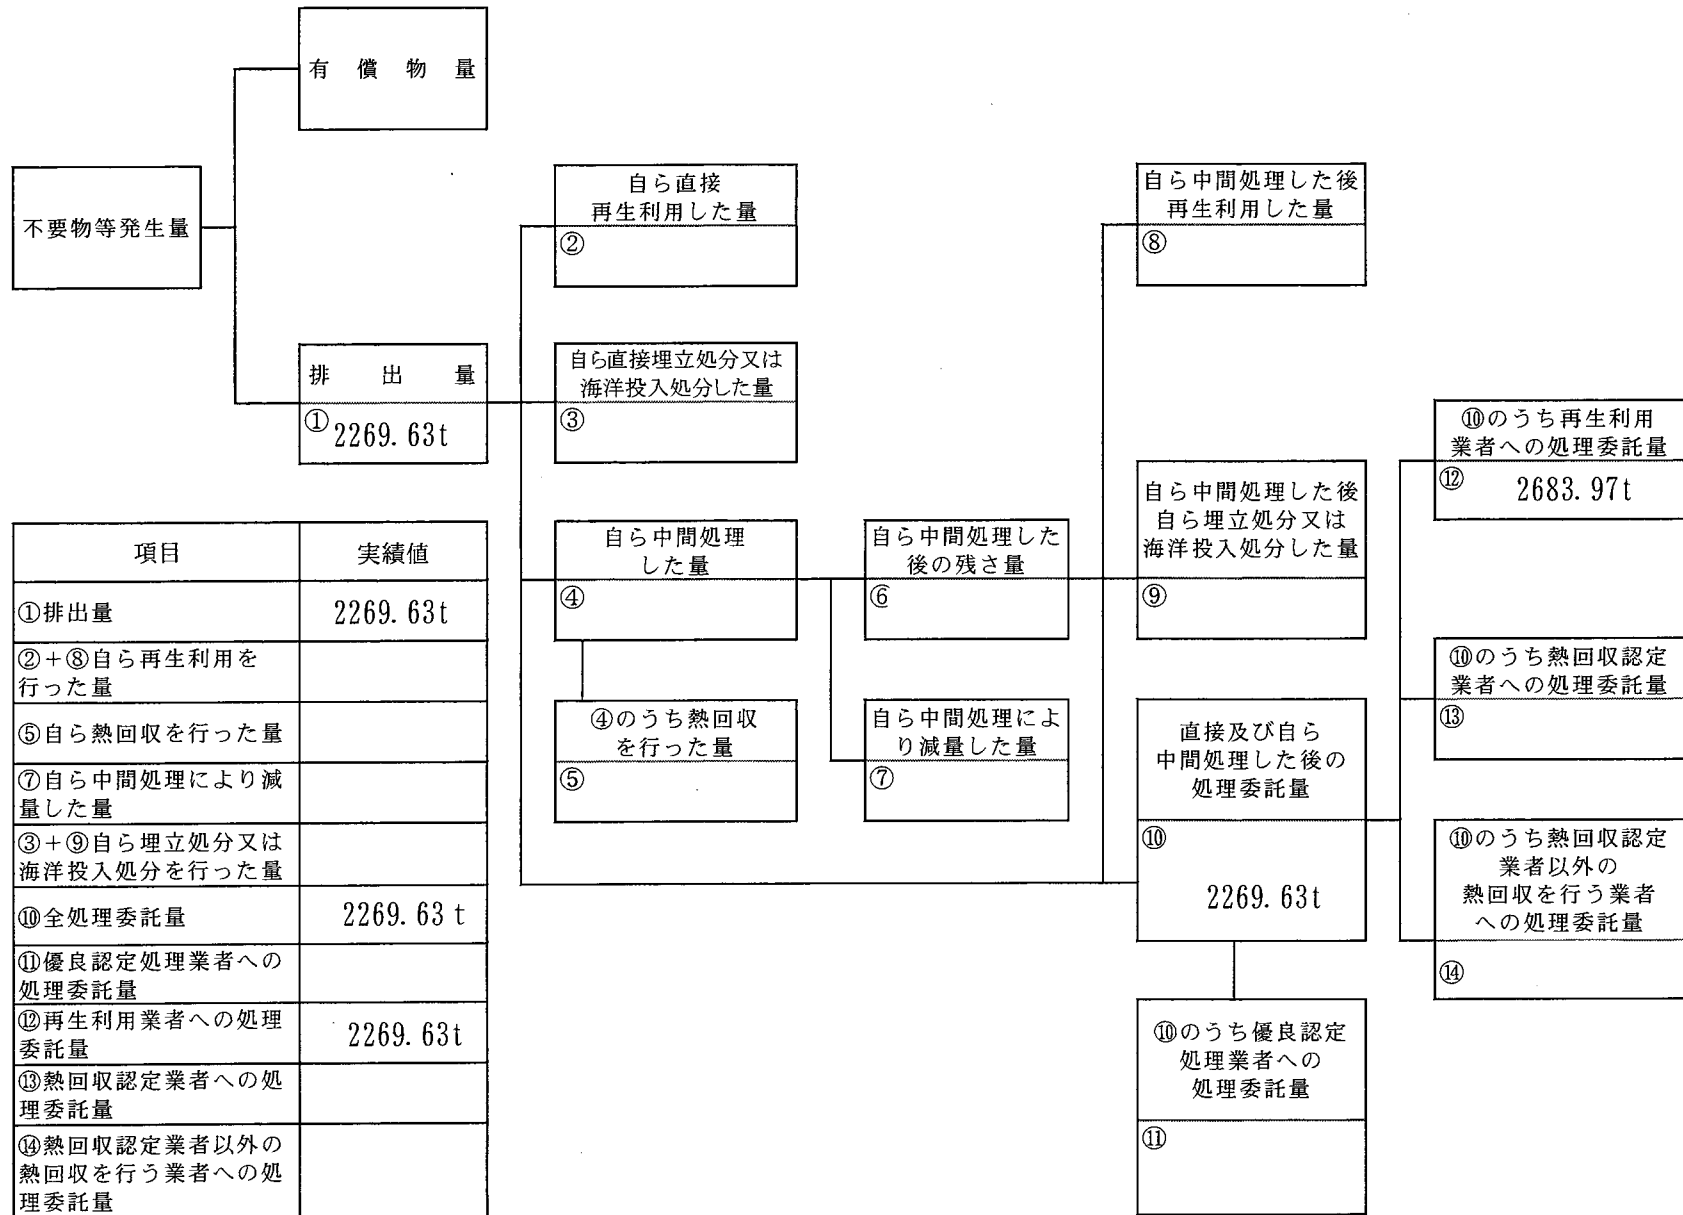 有償物量
不要物等発生量
排出量
①2269.63t
自ら直接
再生利用した量
②
自ら直接埋立処分又は
海洋投入処分した量
③
自ら中間処理
した量
④
④のうち熱回収
を行った量
⑤
自ら中間処理した
後の残さ量
⑥
自ら中間処理によ
り減量した量
⑦
自ら中間処理した後
再生利用した量
⑧
自ら中間処理した後
自ら埋立処分又は
海洋投入処分した量
⑨
直接及び自ら
中間処理した後の
処理委託量
⑩
2269.63t
⑩のうち優良認定
処理業者への
処理委託量
⑪
⑩のうち再生利用
業者への処理委託量
⑫ 2683.97t
⑩のうち熱回収認定
業者への処理委託量
⑬
⑩のうち熱回収認定
業者以外の
熱回収を行う業者
への処理委託量
⑭
項目 実績値
①排出量 2269.63t
②+⑧自ら再生利用を
行った量
⑤自ら熱回収を行った量
⑦自ら中間処理により減
量した量
③+⑨自ら埋立処分又は
海洋投入処分を行った量
⑩全処理委託量 2269.63 t
⑪優良認定処理業者への
処理委託量
⑫再生利用業者への処理
委託量 2269.63t
⑬熱回収認定業者への処
理委託量
⑭熱回収認定業者以外の
熱回収を行う業者への処
理委託量